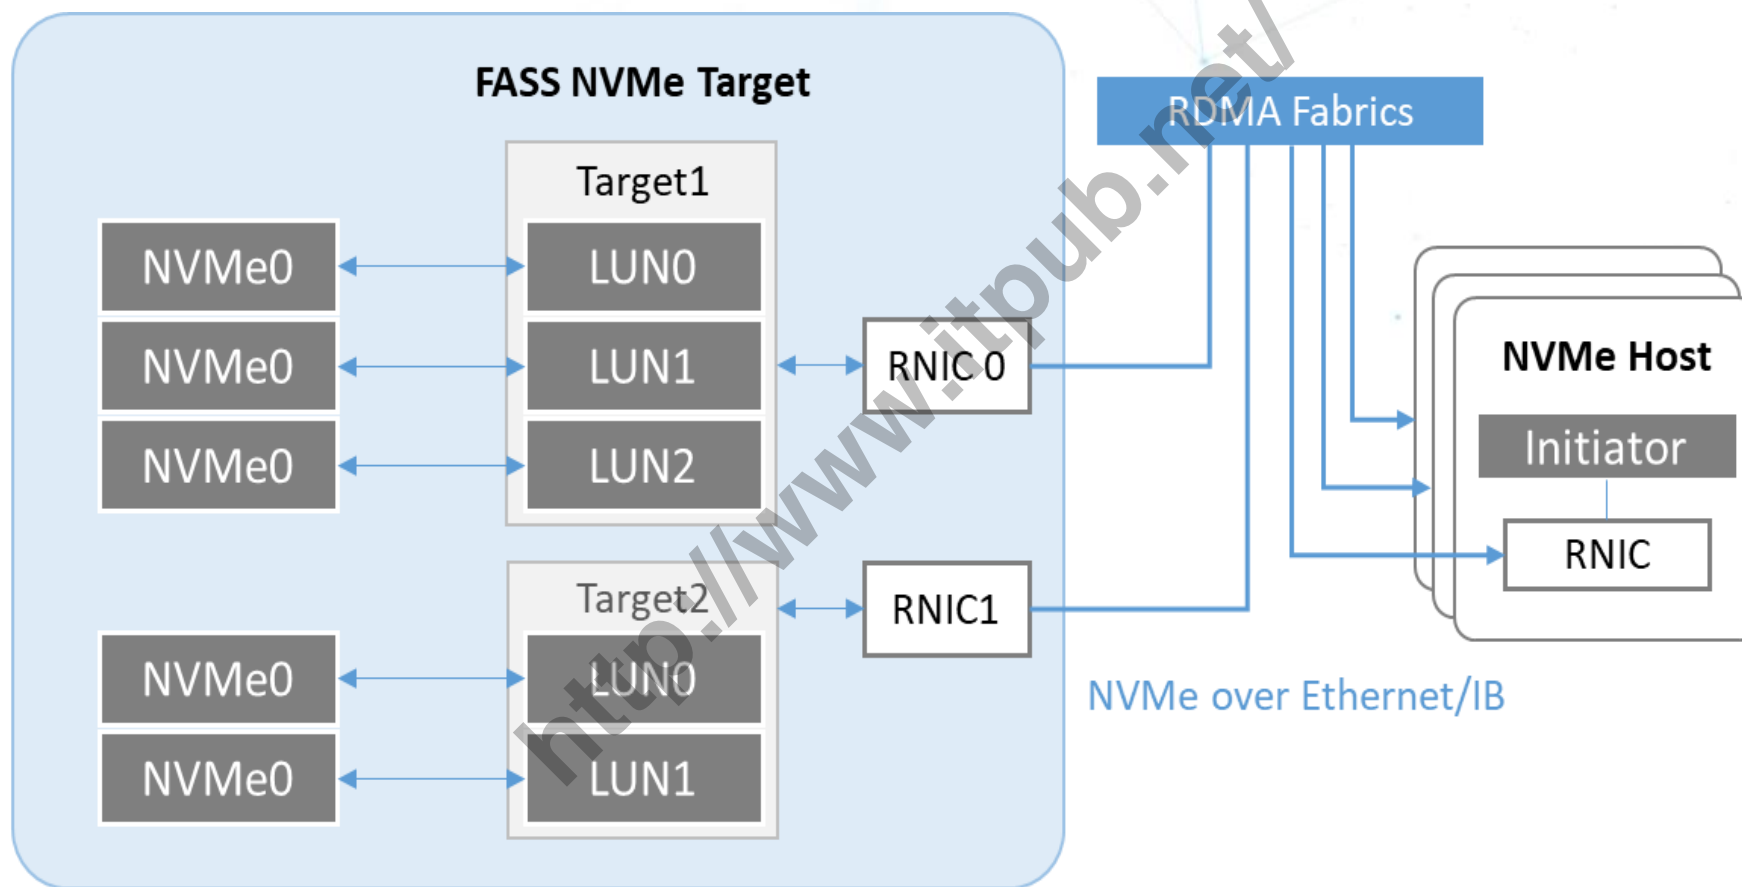 FASS NVMe Target
RDMA Fabrics
Target1
NVMe0
LUN0
NVMe0
LUN1
RNIC 0
NVMe0
LUN2
NVMe Host
Initiator
RNIC
Target2
RNIC1
NVMe0
LUN0
NVMe0
LUN1
NVMe over Ethernet/IB
http://www.itpub.net/